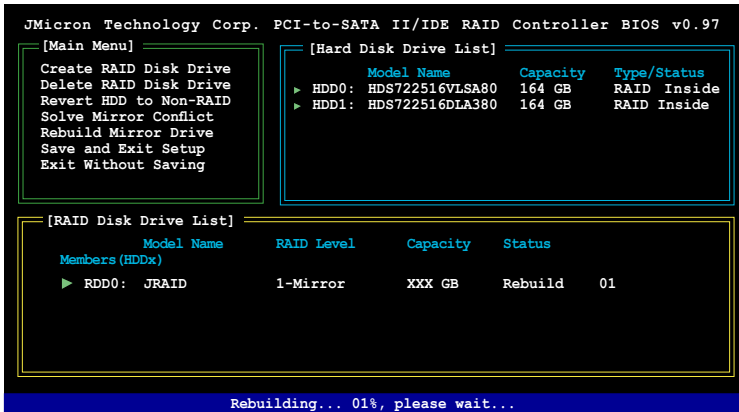 JMicron Technology Corp. PCI-to-SATA II/IDE RAID Controller BIOS v0.97
[Main Menu]
Create RAID Disk Drive
Delete RAID Disk Drive
Revert HDD to Non-RAID
Solve Mirror Conflict
Rebuild Mirror Drive
Save and Exit Setup
Exit Without Saving
[Hard Disk Drive List]
Model Name Capacity Type/Status
HDD0: HDS722516VLSA80 164 GB RAID Inside
HDD1: HDS722516DLA380 164 GB RAID Inside
[RAID Disk Drive List]
Model Name RAID Level Capacity Status
Members(HDDx)
RDD0: JRAID 1-Mirror XXX GB Rebuild 01
Rebuilding... 01%, please wait...